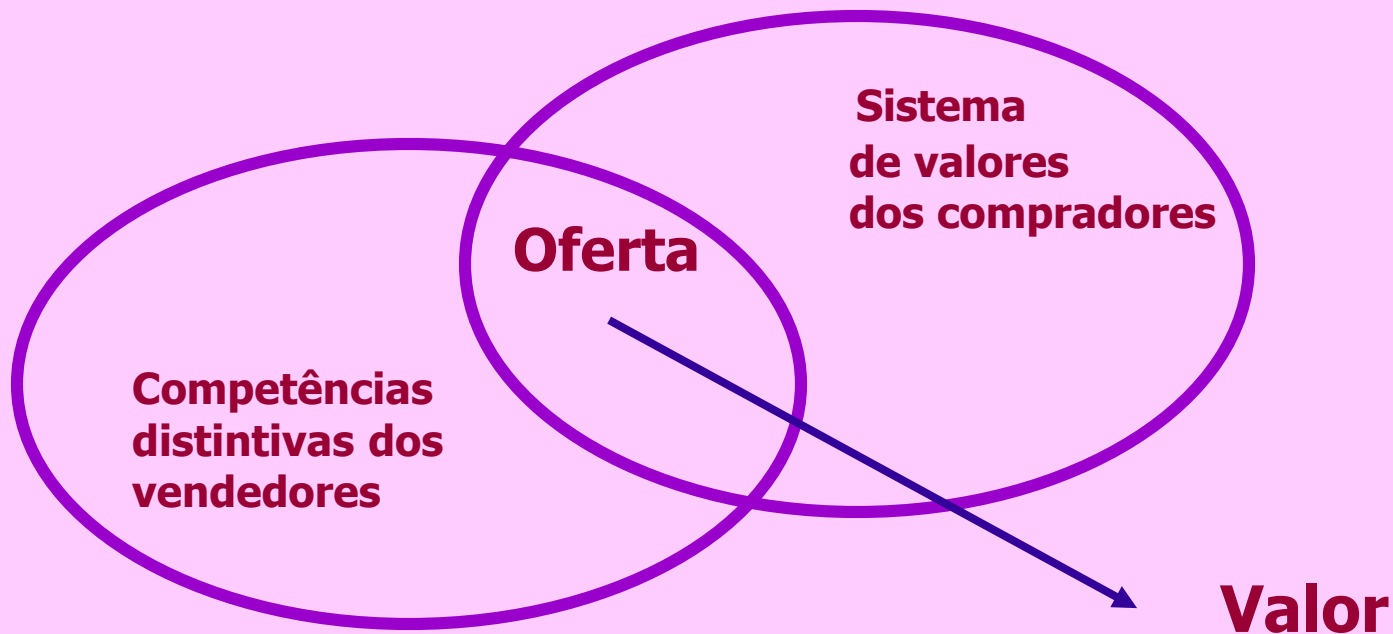 Sistema
de valores
dos compradores
Oferta
Competências
distintivas dos
vendedores
Valor